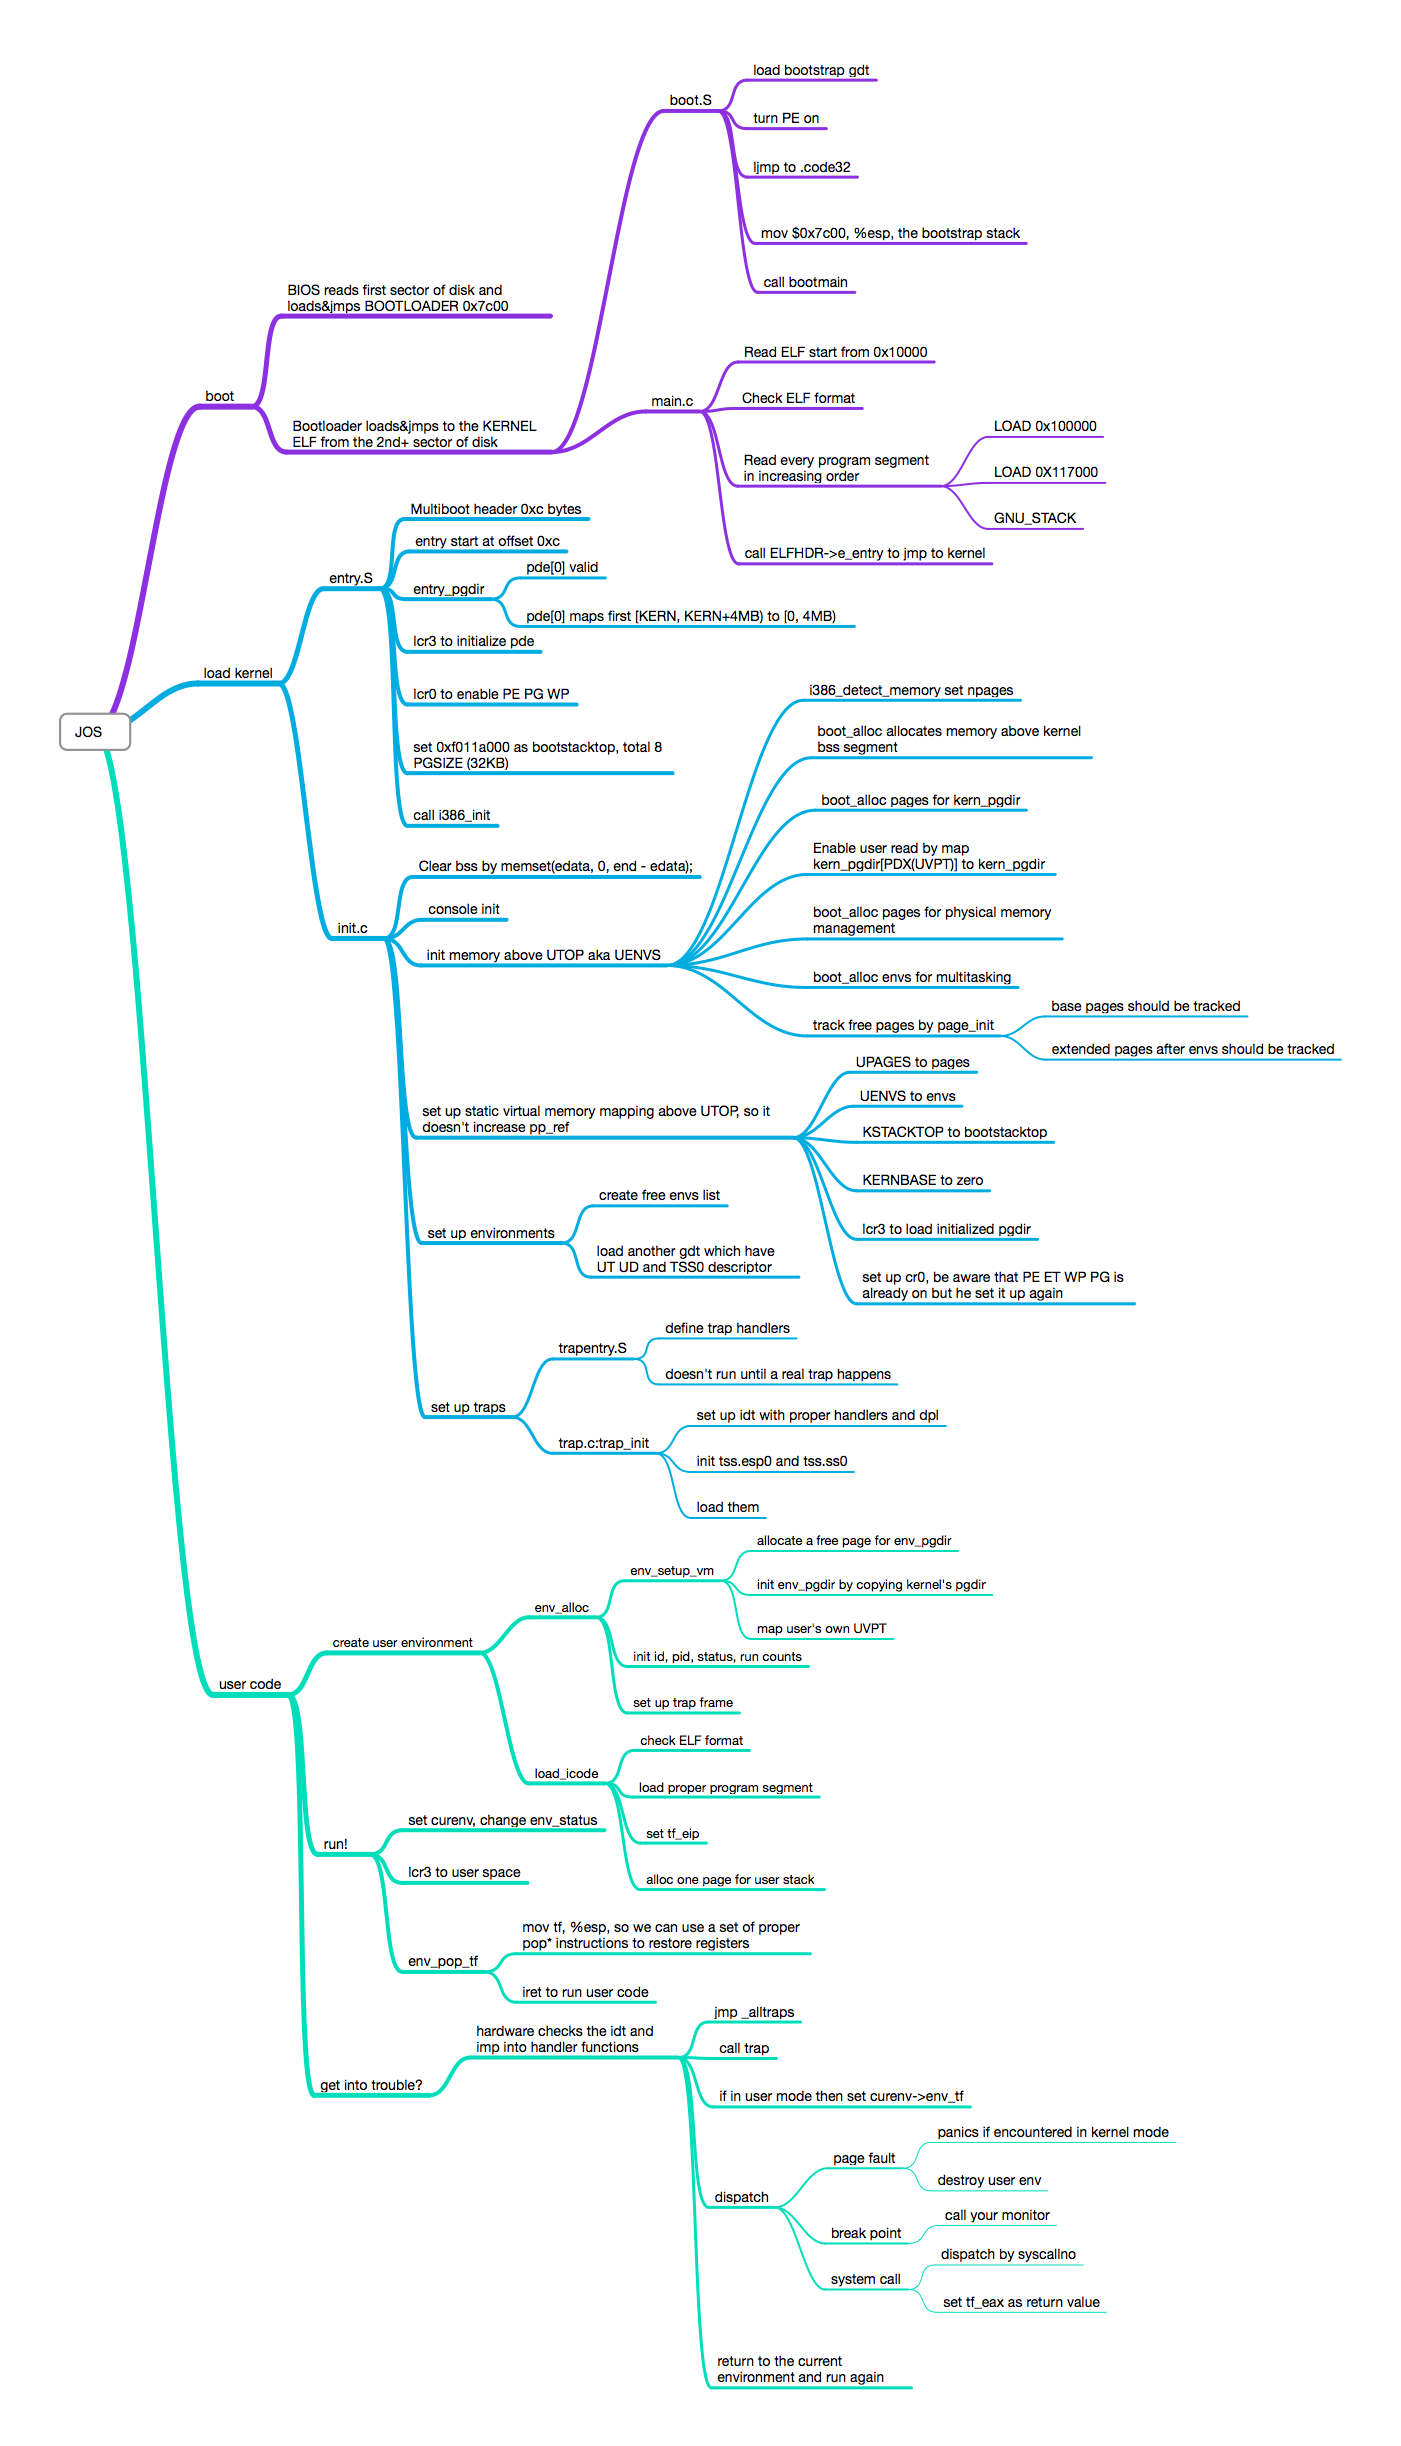 JOS
boot
BIOS reads first sector of disk and
loads&jmps BOOTLOADER 0x7c00
Bootloader loads&jmps to the KERNEL
ELF from the 2nd+ sector of disk
boot.S
load bootstrap gdt
turn PE on
ljmp to .code32
mov $0x7c00, %esp, the bootstrap stack
call bootmain
main.c
Read ELF start from 0x10000
Check ELF format
Read every program segment
in increasing order
LOAD 0x100000
LOAD 0X117000
GNU_STACK
call ELFHDR->e_entry to jmp to kernel
load kernel
entry.S
Multiboot header 0xc bytes
entry start at offset 0xc
entry_pgdir
pde[0] valid
pde[0] maps first [KERN, KERN+4MB) to [0, 4MB)
lcr3 to initialize pde
lcr0 to enable PE PG WP
set 0xf011a000 as bootstacktop, total 8
PGSIZE (32KB)
call i386_init
init.c
Clear bss by memset(edata, 0, end - edata);
console init
init memory above UTOP aka UENVS
i386_detect_memory set npages
boot_alloc allocates memory above kernel
bss segment
boot_alloc pages for kern_pgdir
Enable user read by map
kern_pgdir[PDX(UVPT)] to kern_pgdir
boot_alloc pages for physical memory
management
boot_alloc envs for multitasking
track free pages by page_init
base pages should be tracked
extended pages after envs should be tracked
set up static virtual memory mapping above UTOP, so it
doesn't increase pp_ref
UPAGES to pages
UENVS to envs
KSTACKTOP to bootstacktop
KERNBASE to zero
lcr3 to load initialized pgdir
set up cr0, be aware that PE ET WP PG is
already on but he set it up again
set up environments
create free envs list
load another gdt which have
UT UD and TSS0 descriptor
set up traps
trapentry.S
define trap handlers
doesn't run until a real trap happens
trap.c:trap_init
set up idt with proper handlers and dpl
init tss.esp0 and tss.ss0
load them
user code
create user environment
env_alloc
env_setup_vm
allocate a free page for env_pgdir
init env_pgdir by copying kernel's pgdir
map user's own UVPT
init id, pid, status, run counts
set up trap frame
load_icode
check ELF format
load proper program segment
set tf_eip
alloc one page for user stack
run!
set curenv, change env_status
lcr3 to user space
env_pop_tf
mov tf, %esp, so we can use a set of proper
pop* instructions to restore registers
iret to run user code
get into trouble?
hardware checks the idt and
imp into handler functions
jmp _alltraps
call trap
if in user mode then set curenv->env_tf
dispatch
page fault
panics if encountered in kernel mode
destroy user env
break point
call your monitor
system call
dispatch by syscallno
set tf_eax as return value
return to the current
environment and run again